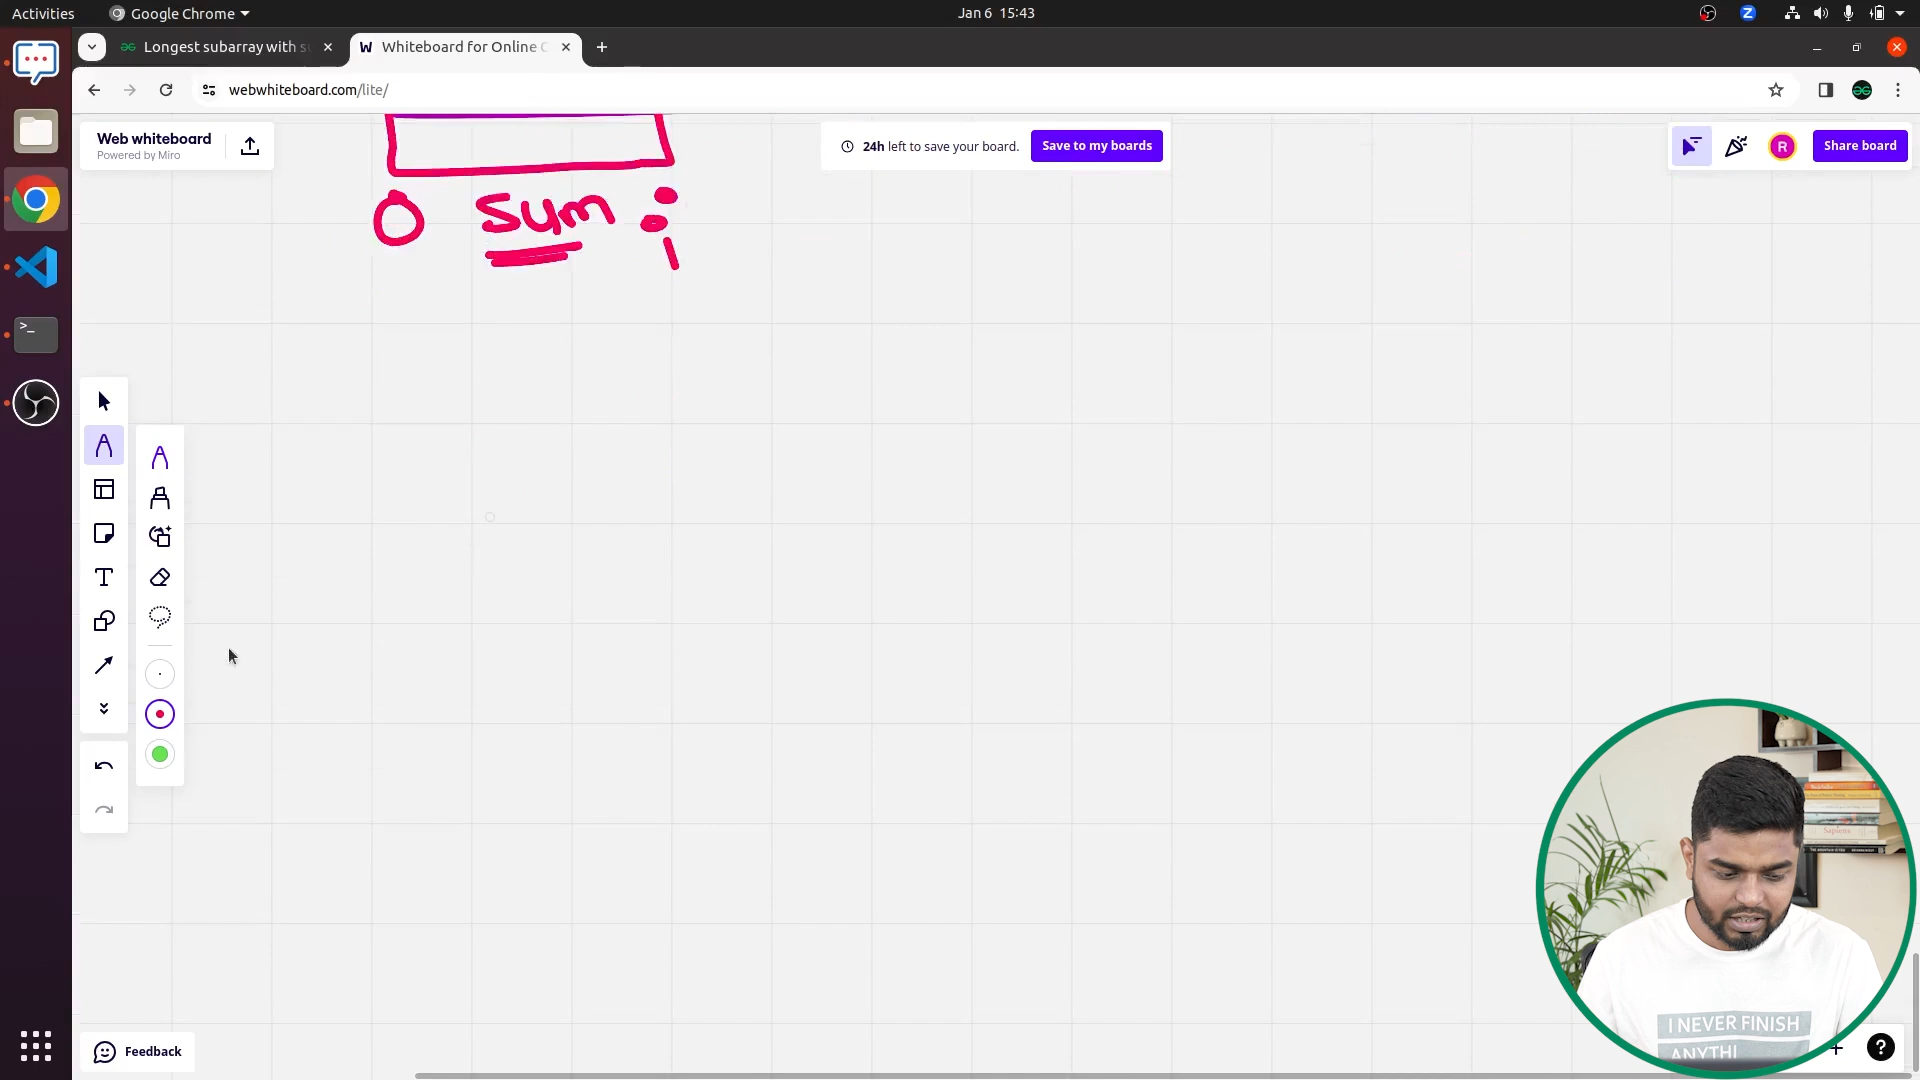 Activities
Google Chrome
Jan 6 15:43
Z
Longest subarray with s
W Whiteboard for Online C
webwhiteboard.com/lite/
Web whiteboard
Powered by Miro
24h left to save your board.
Save to my boards
R
Share board
0 sum :
i
T
Feedback
?
Sapiens
I NEVER FINISH
ANYTHI